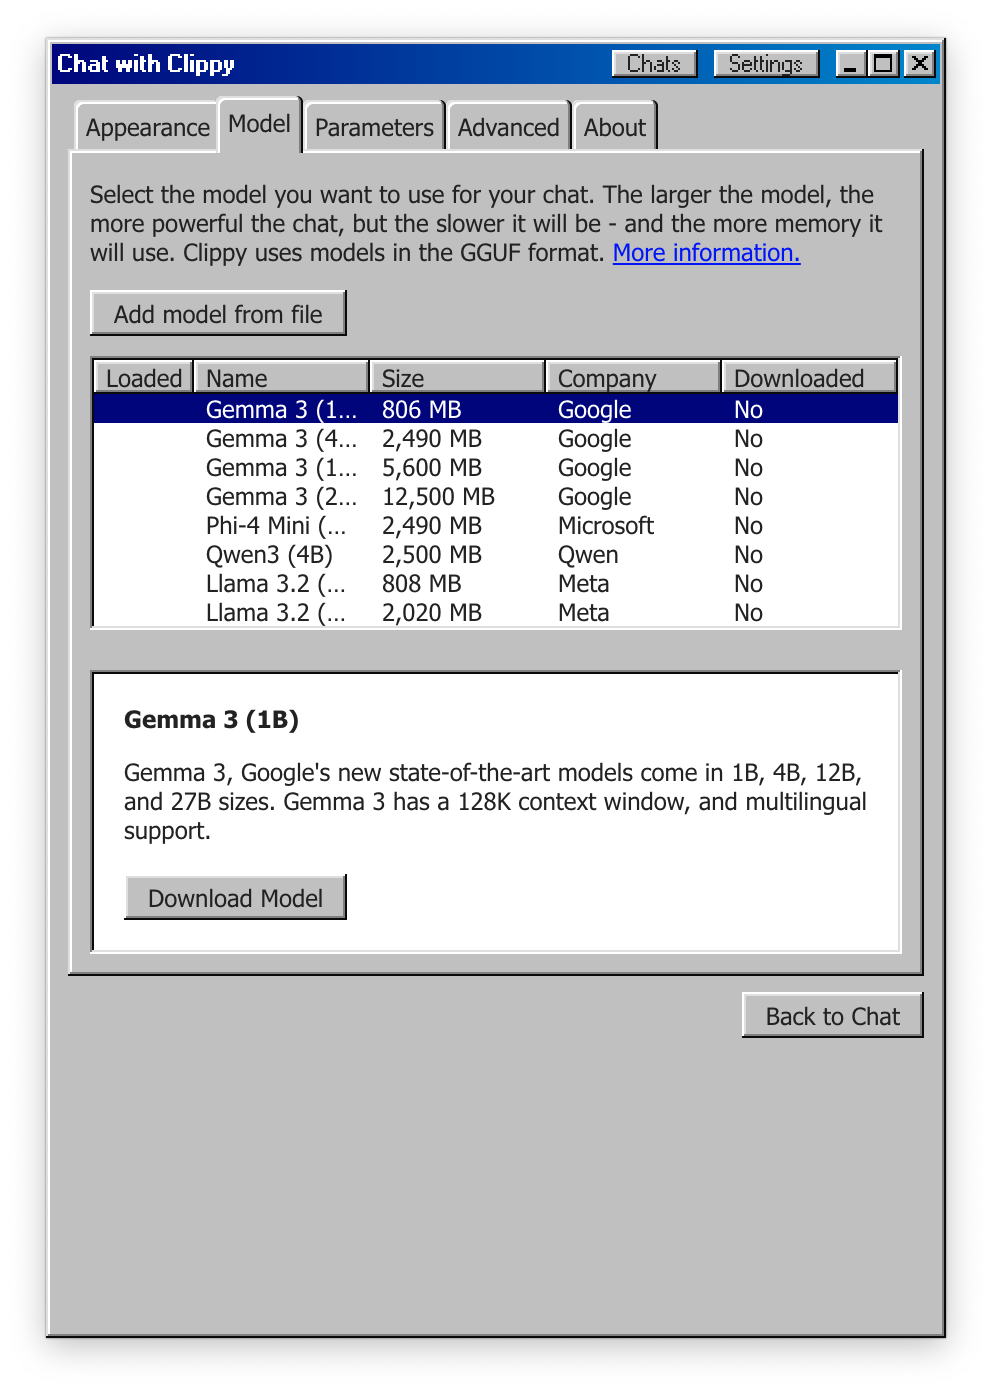 Chat with Clippy
Chats
Settings
Appearance
Model
Parameters
Advanced
About
Select the model you want to use for your chat. The larger the model, the
more powerful the chat, but the slower it will be - and the more memory it
will use. Clippy uses models in the GGUF format. More information.
Add model from file
Loaded Name Size Company Downloaded
Gemma 3 (1... 806 MB Google No
Gemma 3 (4... 2,490 MB Google No
Gemma 3 (1... 5,600 MB Google No
Gemma 3 (2... 12,500 MB Google No
Phi-4 Mini (... 2,490 MB Microsoft No
Qwen3 (4B) 2,500 MB Qwen No
Llama 3.2 (... 808 MB Meta No
Llama 3.2 (... 2,020 MB Meta No
Gemma 3 (1B)
Gemma 3, Google's new state-of-the-art models come in 1B, 4B, 12B,
and 27B sizes. Gemma 3 has a 128K context window, and multilingual
support.
Download Model
Back to Chat